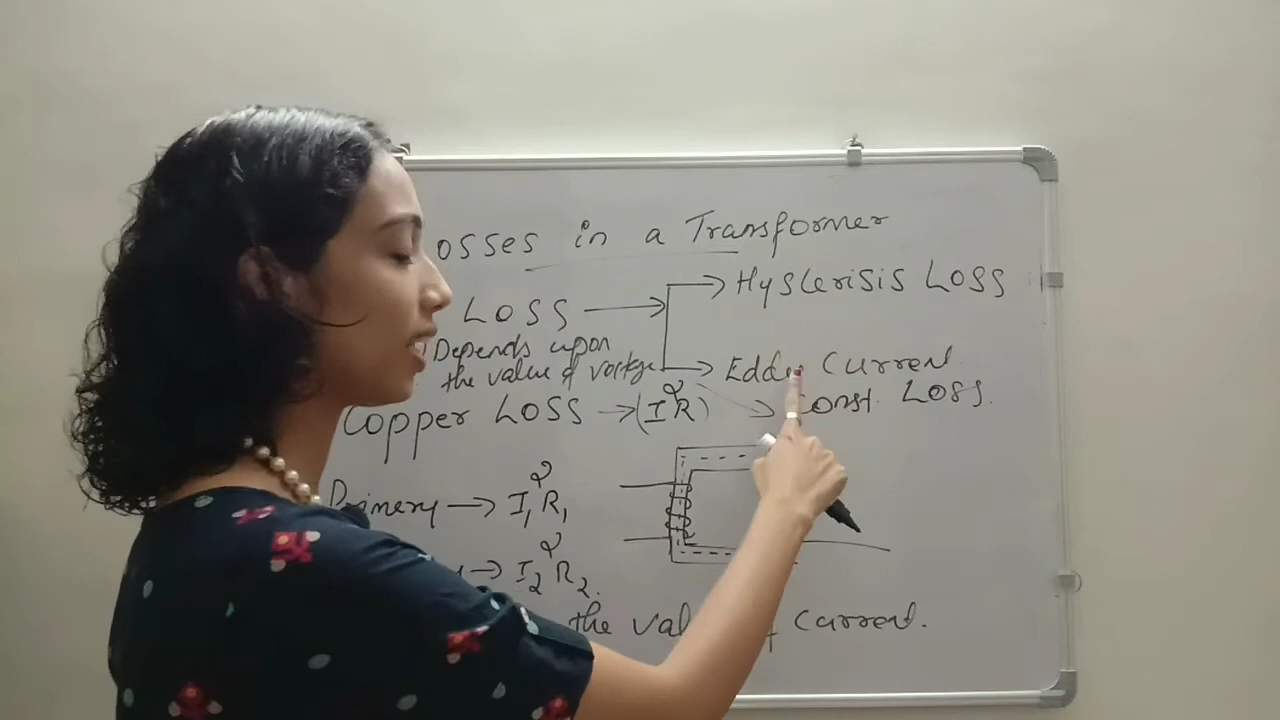 osses in a Transformer
Loss → Hysterisis Loss
Depends upon
the value of voltage → Eddy Current
Copper Loss → (I²R) → Const. Loss.
Primery → I₁²R₁
→ I₂²R₂.
the val current.